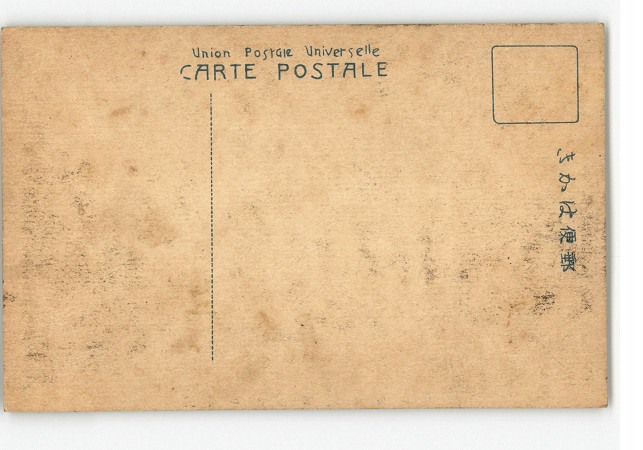 Union Postale Universelle
CARTE POSTALE
郵便はかき